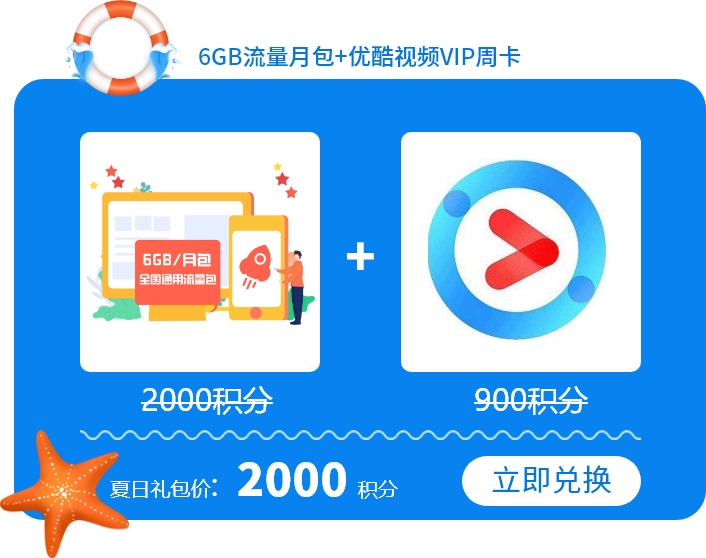 6GB流量月包+优酷视频VIP周卡
6GB/月包
全国通用流量包
+
2000积分
900积分
夏日礼包价：2000 积分
立即兑换